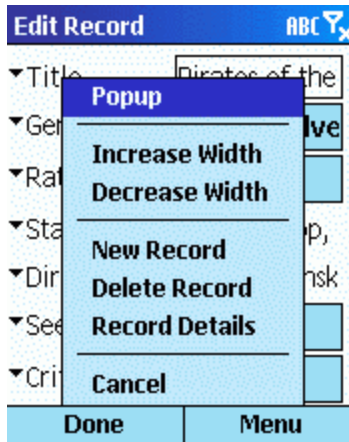 Edit Record ABC
Title Pirates of the
Popup
Ger lve
Increase Width
Rat
Decrease Width
Sta p,
New Record
Dir nsk
Delete Record
See Record Details
Crit Cancel
Done Menu